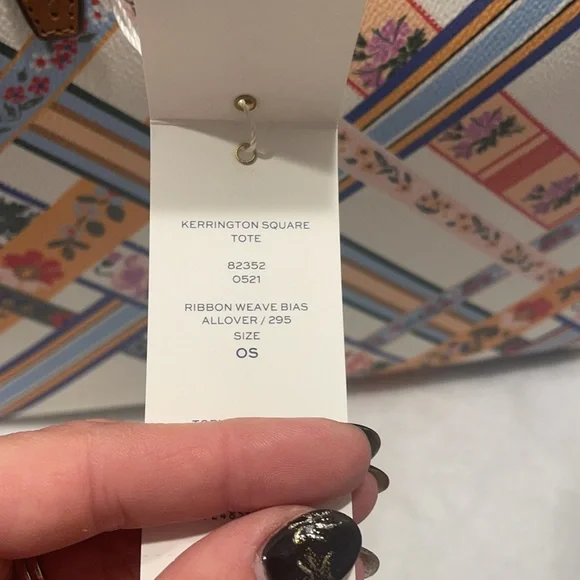 KERRINGTON SQUARE
TOTE
82352
0521
RIBBON WEAVE BIAS
ALLOVER / 295
SIZE
OS